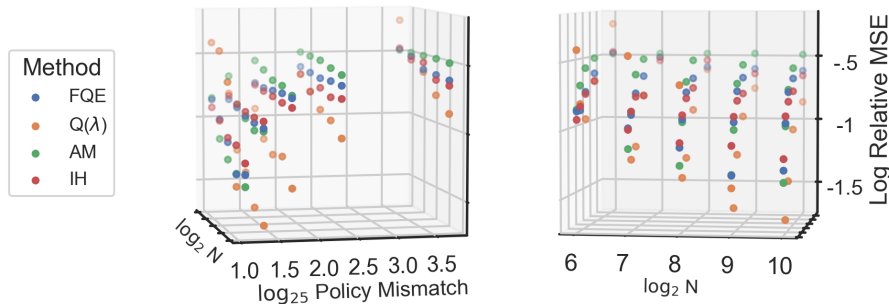 Method
FQE
Q(λ)
AM
IH
log₂ N
1.0 1.5 2.0 2.5 3.0 3.5
log₂₅ Policy Mismatch
6 7 8 9 10
log₂ N
-.5
-1
-1.5
Log Relative MSE